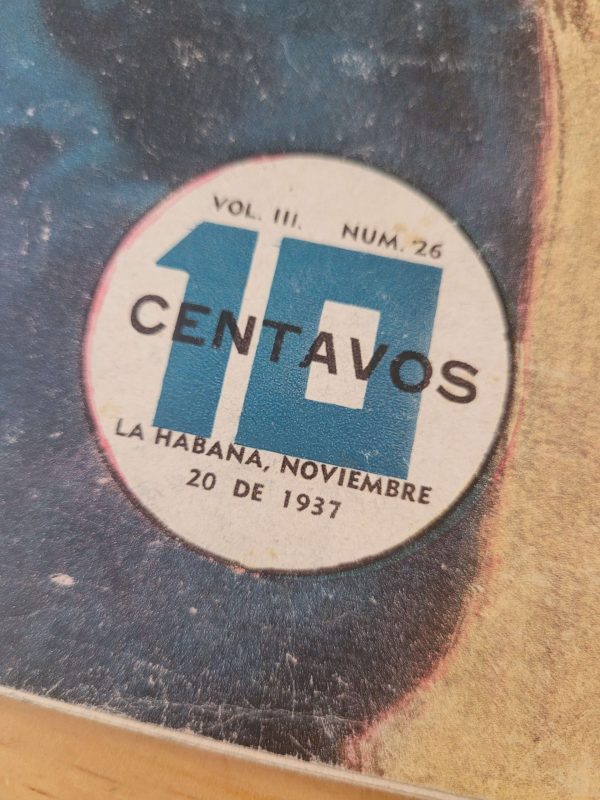 VOL. III. NUM. 26
10
CENTAVOS
LA HABANA, NOVIEMBRE
20 DE 1937